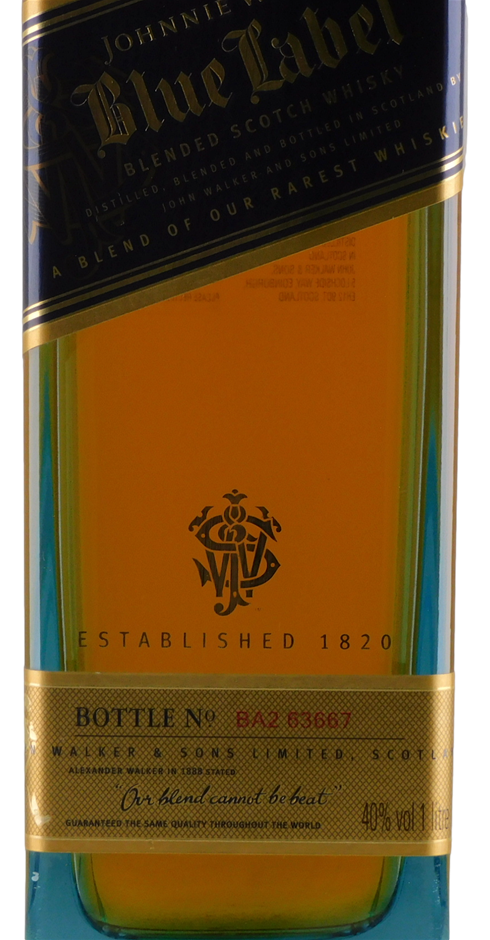 JOHNNIE W
Blue Label
BLENDED SCOTCH WHISKY
DISTILLED, BLENDED AND BOTTLED IN SCOTLAND BY
JOHN WALKER AND SONS LIMITED
A BLEND OF OUR RAREST WHISKIE
ESTABLISHED 1820
BOTTLE No BA2 63667
WALKER & SONS LIMITED, SCOTLA
ALEXANDER WALKER IN 1888 STATED
"Our blend cannot be beat"
GUARANTEED THE SAME QUALITY THROUGHOUT THE WORLD
40% vol 1 litre